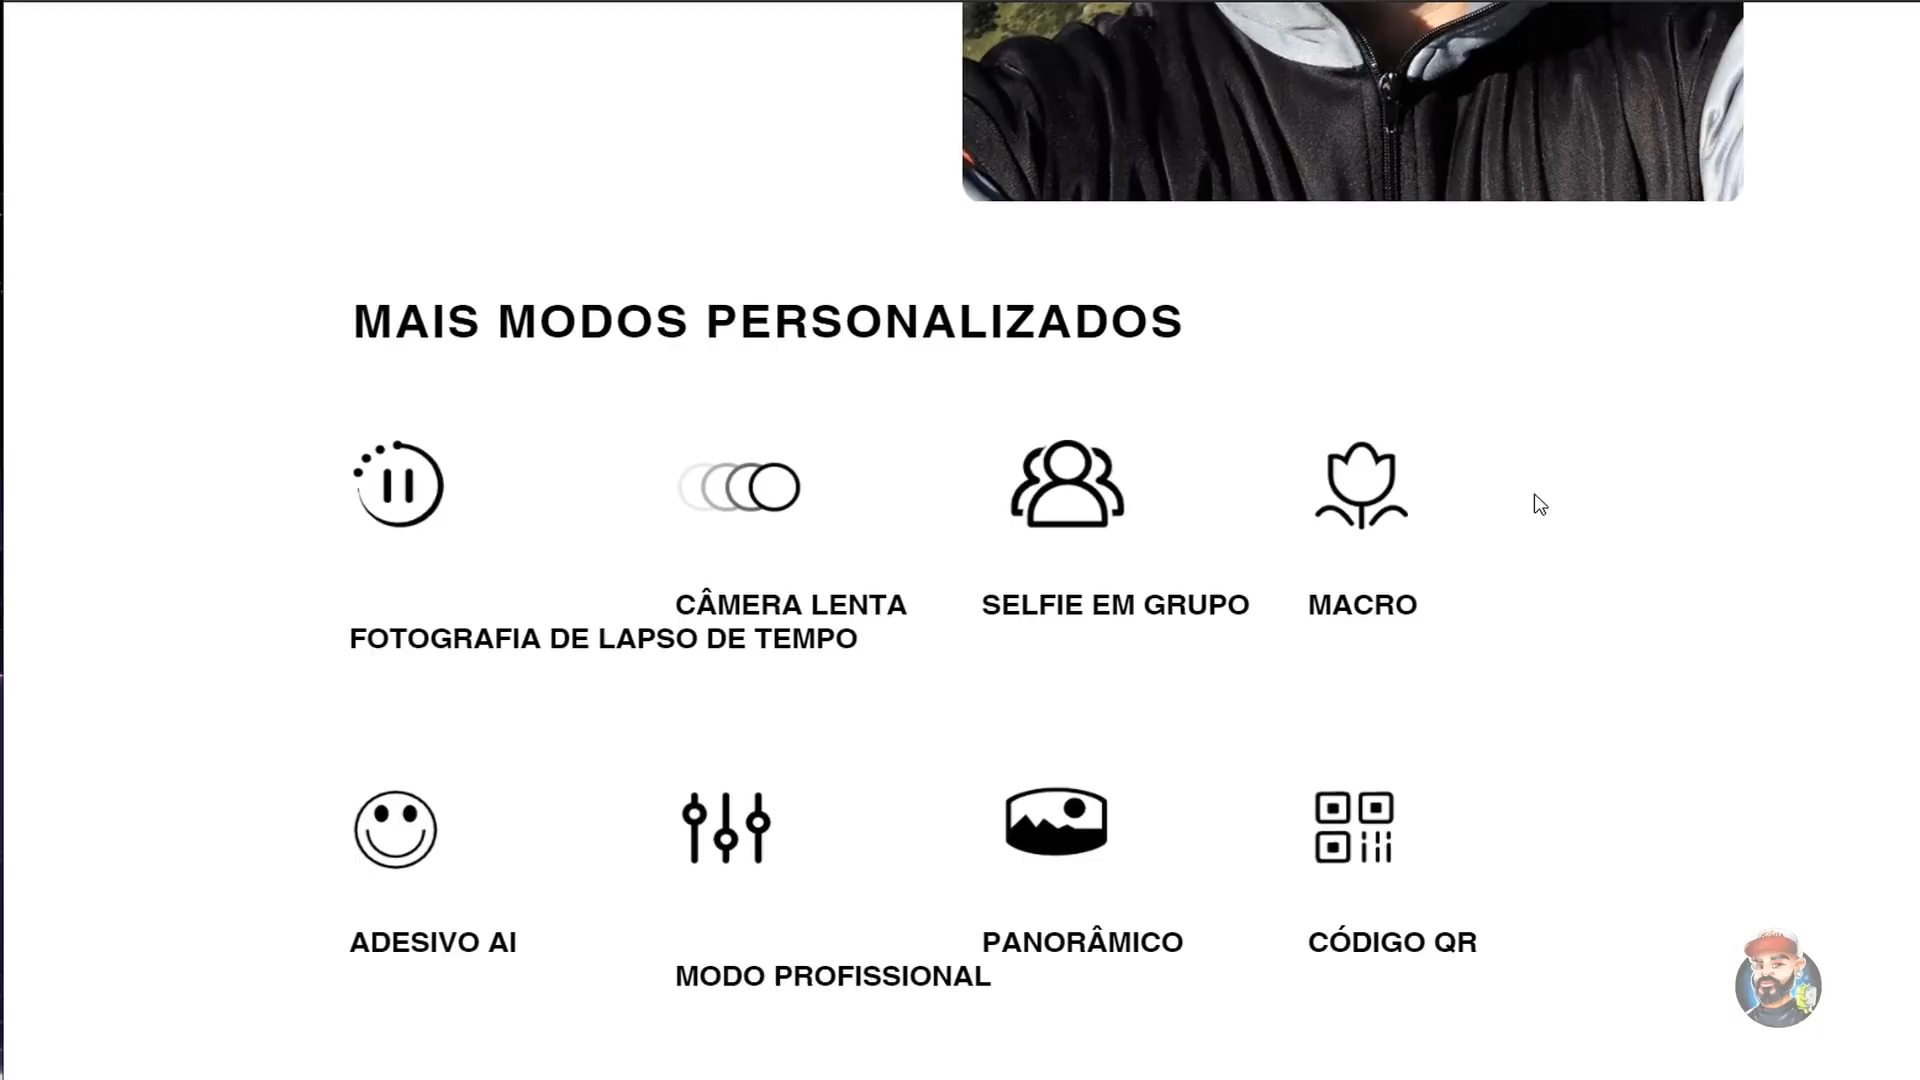 MAIS MODOS PERSONALIZADOS
CÂMERA LENTA
SELFIE EM GRUPO
MACRO
FOTOGRAFIA DE LAPSO DE TEMPO
ADESIVO AI
PANORÂMICO
CÓDIGO QR
MODO PROFISSIONAL